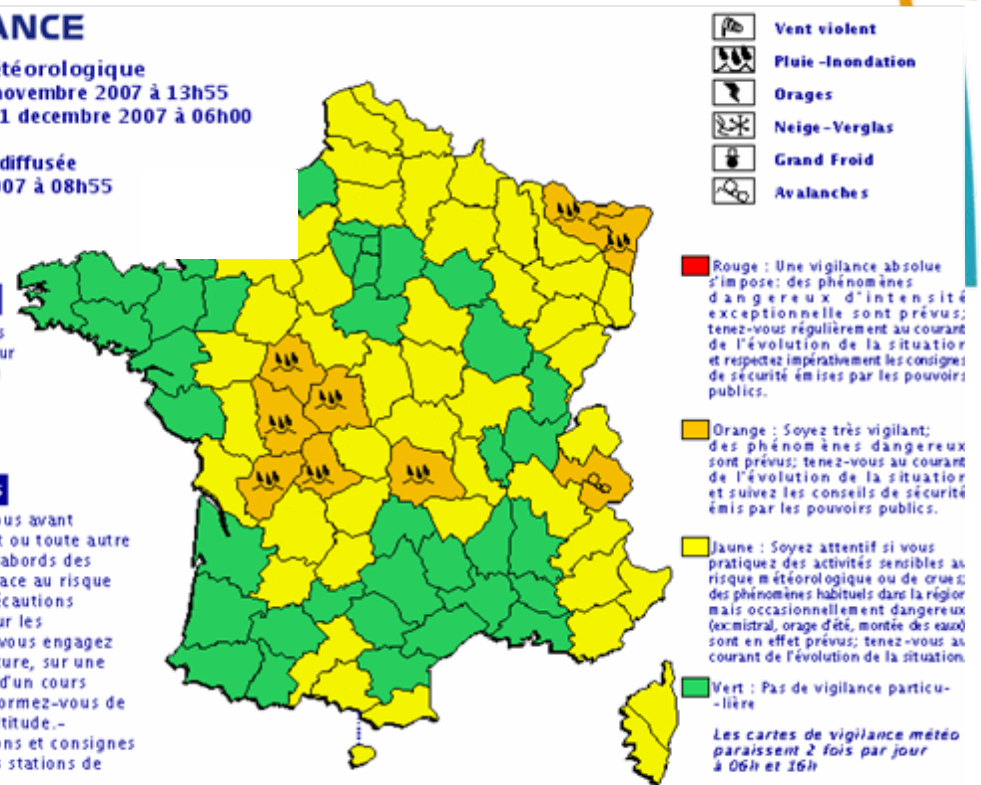 ANCE
étéorologique
novembre 2007 à 13h55
1 decembre 2007 à 06h00
diffusée
007 à 08h55
s
ur
s
ous avant
t ou toute autre
abords des
ace au risque
écautions
ur les
vous engagez
ture, sur une
d'un cours
ormez-vous de
titude.-
ons et consignes
s stations de
Vent violent
Pluie-Inondation
Orages
Neige-Verglas
Grand Froid
Avalanches
Rouge : Une vigilance absolue
s'impose: des phénomènes
dangereux d'intensité
exceptionnelle sont prévus;
tenez-vous régulièrement au courant
de l'évolution de la situation
et respectez impérativement les consignes
de sécurité émises par les pouvoirs
publics.
Orange : Soyez très vigilant;
des phénomènes dangereux
sont prévus; tenez-vous au courant
de l'évolution de la situation
et suivez les conseils de sécurité
émis par les pouvoirs publics.
Jaune : Soyez attentif si vous
pratiquez des activités sensibles au
risque météorologique ou de crues;
des phénomènes habituels dans la région
mais occasionnellement dangereux
(ex:mistral, orage d'été, montée des eaux)
sont en effet prévus; tenez-vous au
courant de l'évolution de la situation.
Vert : Pas de vigilance particu-
-lière
Les cartes de vigilance météo
paraissent 2 fois par jour
à 06h et 16h